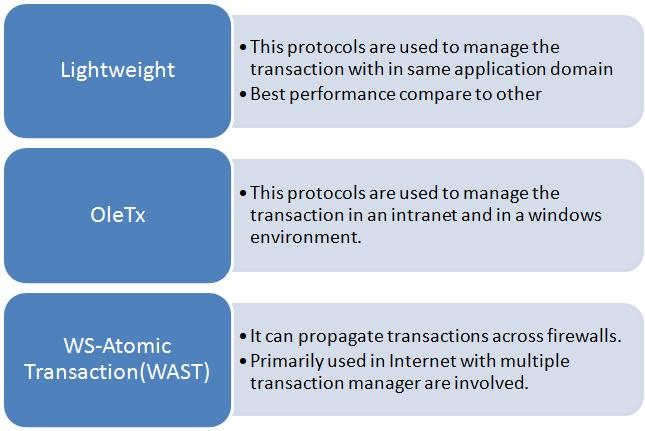 Lightweight
• This protocols are used to manage the
transaction with in same application domain
• Best performance compare to other
OleTx
• This protocols are used to manage the
transaction in an intranet and in a windows
environment.
WS-Atomic
Transaction(WAST)
• It can propagate transactions across firewalls.
• Primarily used in Internet with multiple
transaction manager are involved.